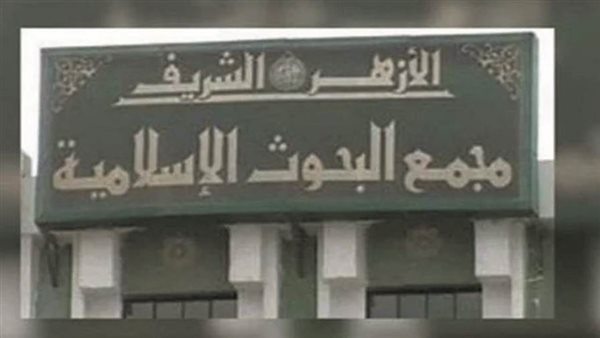 الأزهر الشريف
مجمع البحوث الإسلامية